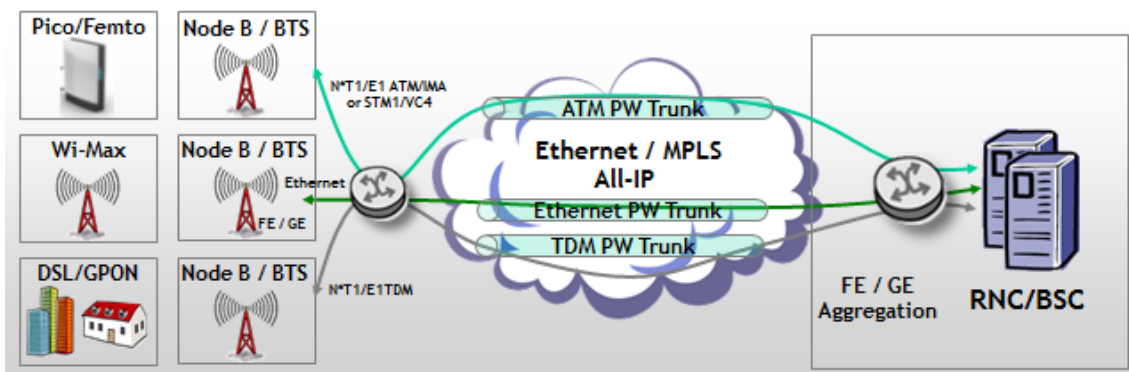 Pico/Femto
Node B / BTS
N*T1/E1 ATM/IMA
or STM1/VC4
ATM PW Trunk
Wi-Max
Node B / BTS
Ethernet
FE / GE
Ethernet / MPLS
All-IP
Ethernet PW Trunk
TDM PW Trunk
DSL/GPON
Node B / BTS
N*T1/E1TDM
FE / GE
Aggregation
RNC/BSC